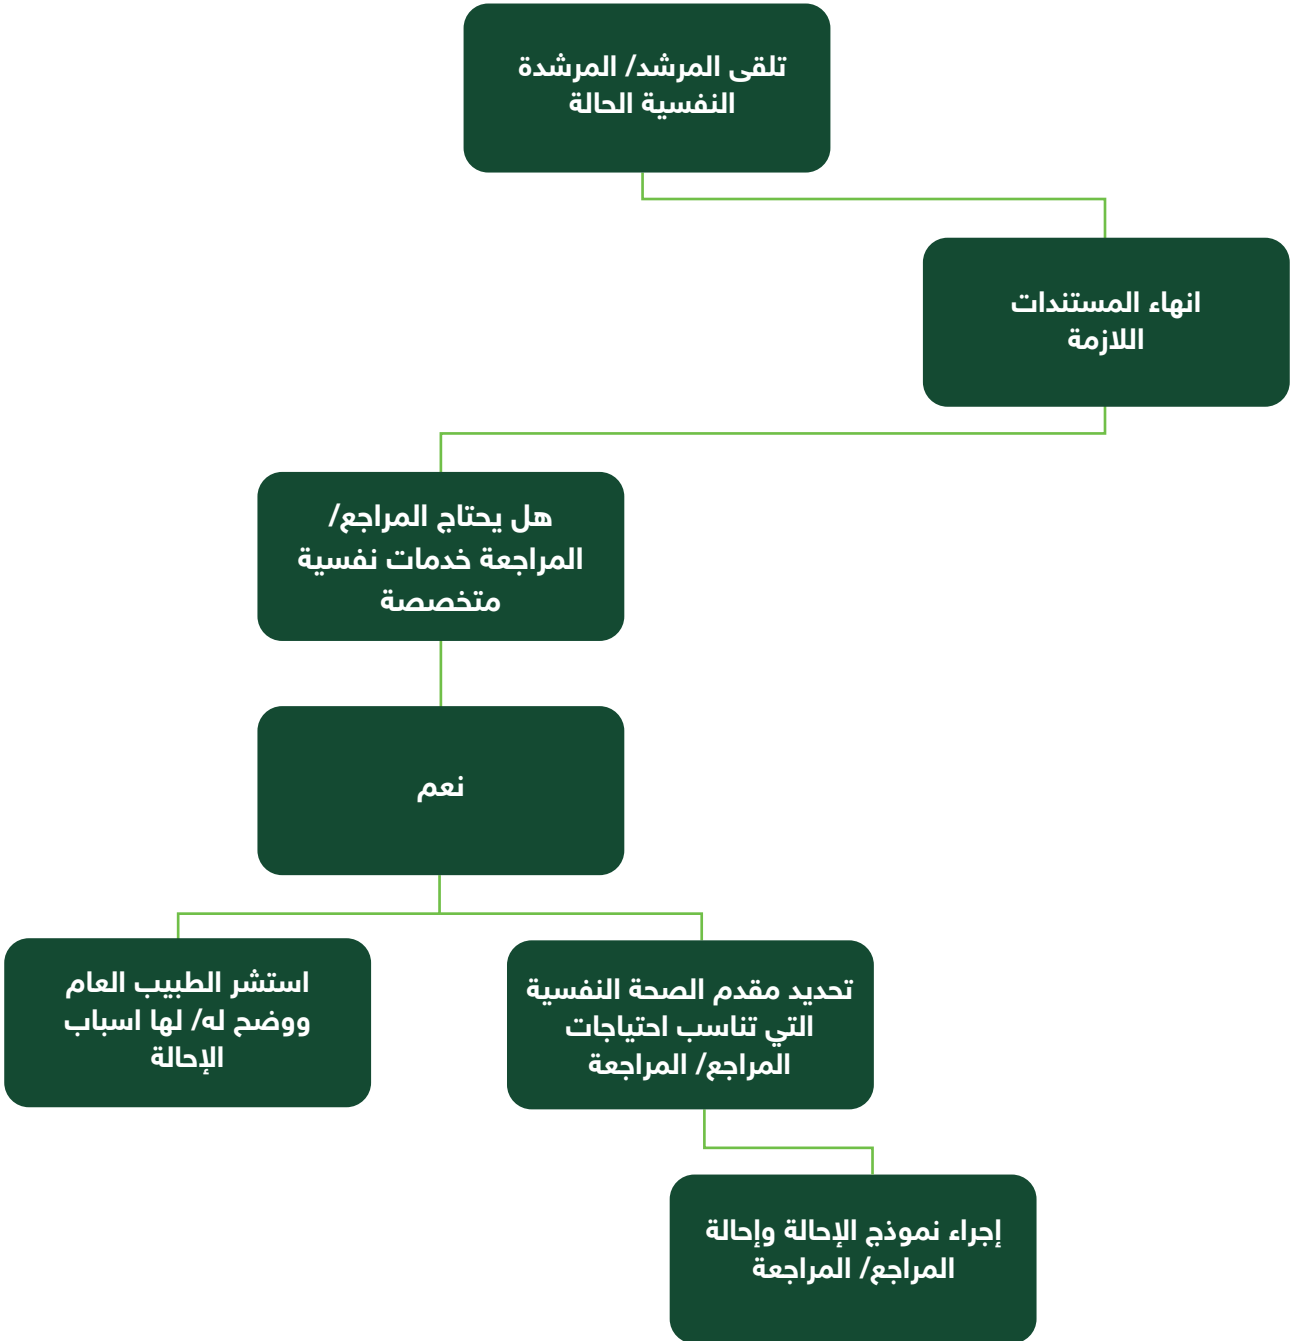 تلقى المرشد/ المرشدة
النفسية الحالة
انهاء المستندات
اللازمة
هل يحتاج المراجع/
المراجعة خدمات نفسية
متخصصة
نعم
تحديد مقدم الصحة النفسية
التي تناسب احتياجات
المراجع/ المراجعة
استشر الطبيب العام
ووضح له/ لها اسباب
الإحالة
إجراء نموذج الإحالة وإحالة
المراجع/ المراجعة